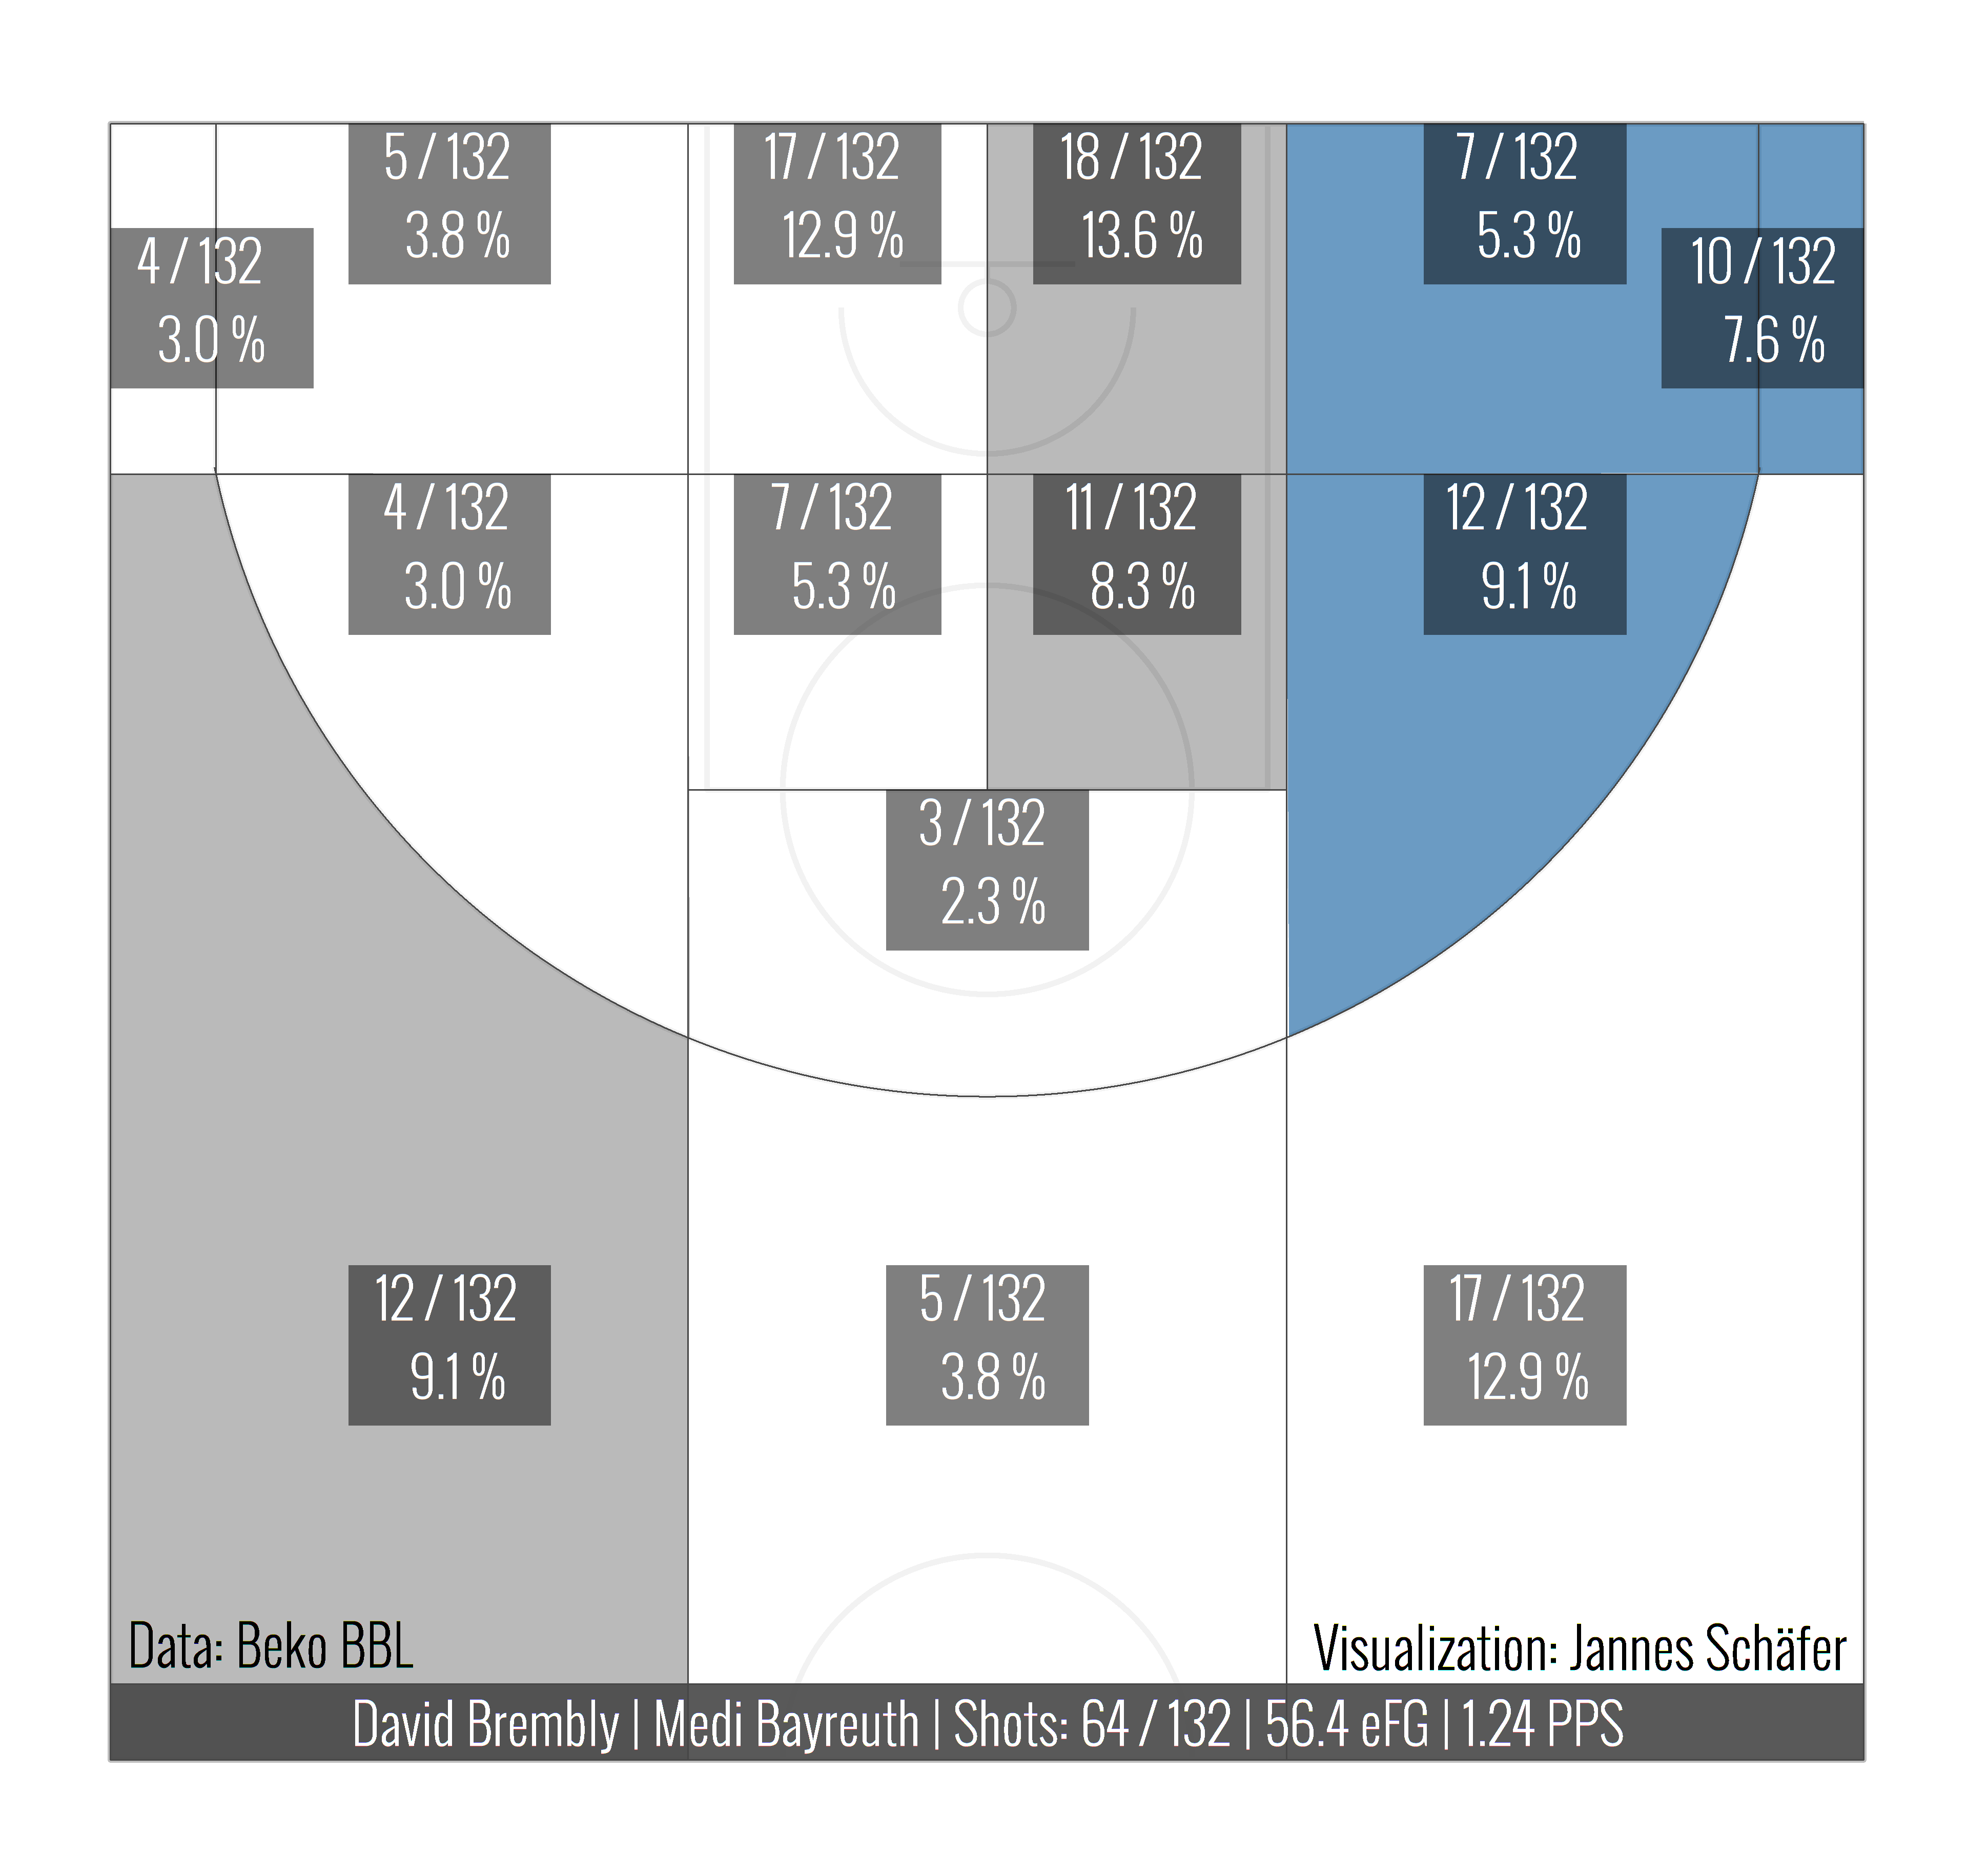 5 / 132
3.8 %
17 / 132
12.9 %
18 / 132
13.6 %
7 / 132
5.3 %
4 / 132
3.0 %
10 / 132
7.6 %
4 / 132
3.0 %
7 / 132
5.3 %
11 / 132
8.3 %
12 / 132
9.1 %
3 / 132
2.3 %
12 / 132
9.1 %
5 / 132
3.8 %
17 / 132
12.9 %
Data: Beko BBL
Visualization: Jannes Schäfer
David Brembly | Medi Bayreuth | Shots: 64 / 132 | 56.4 eFG | 1.24 PPS